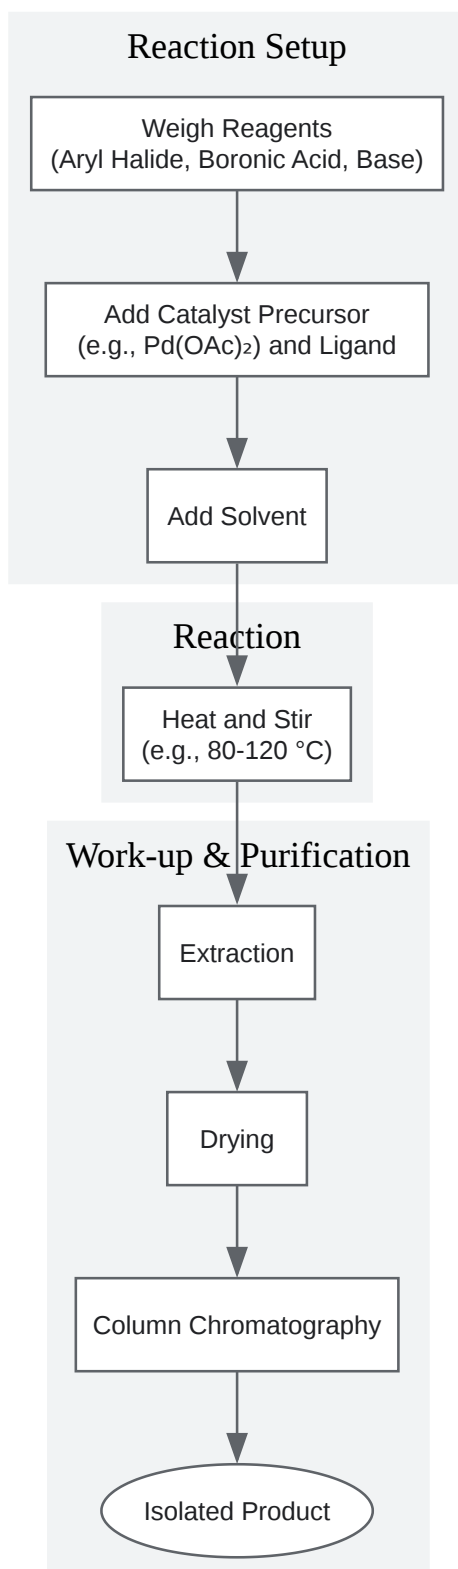 Reaction Setup
Weigh Reagents
(Aryl Halide, Boronic Acid, Base)
Add Catalyst Precursor
(e.g., Pd(OAc)₂) and Ligand
Add Solvent
Reaction
Heat and Stir
(e.g., 80-120 °C)
Work-up & Purification
Extraction
Drying
Column Chromatography
Isolated Product